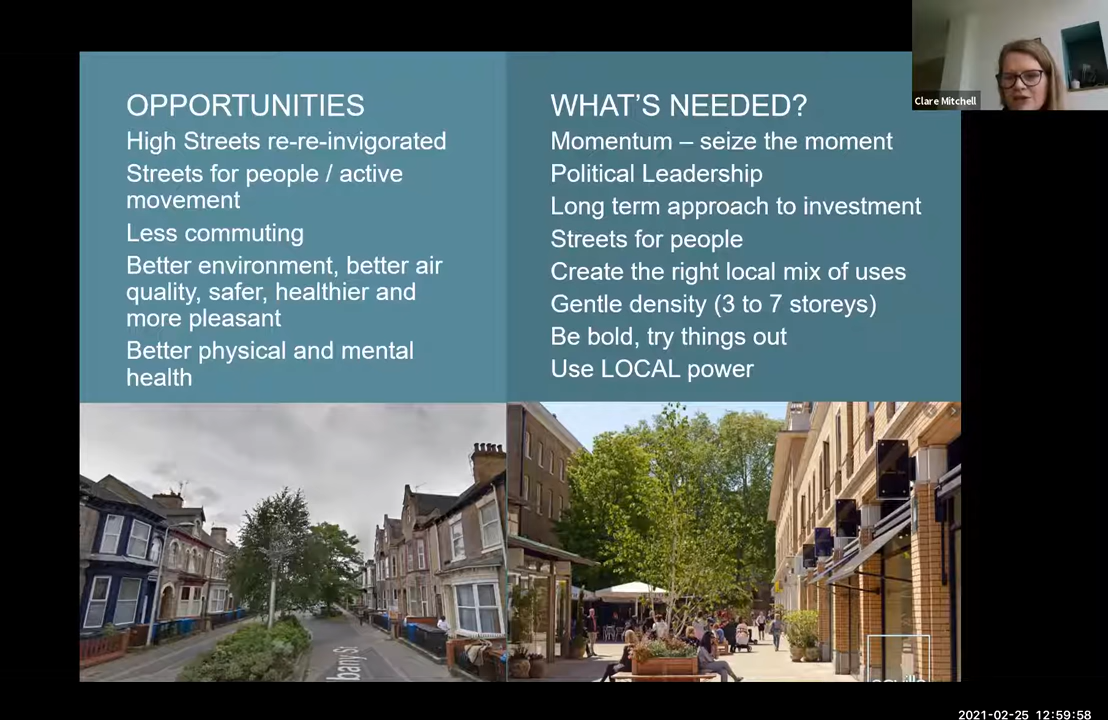 Clare Mitchell
OPPORTUNITIES
High Streets re-re-invigorated
Streets for people / active
movement
Less commuting
Better environment, better air
quality, safer, healthier and
more pleasant
Better physical and mental
health
WHAT'S NEEDED?
Momentum – seize the moment
Political Leadership
Long term approach to investment
Streets for people
Create the right local mix of uses
Gentle density (3 to 7 storeys)
Be bold, try things out
Use LOCAL power
bany St
2021-02-25 12:59:58